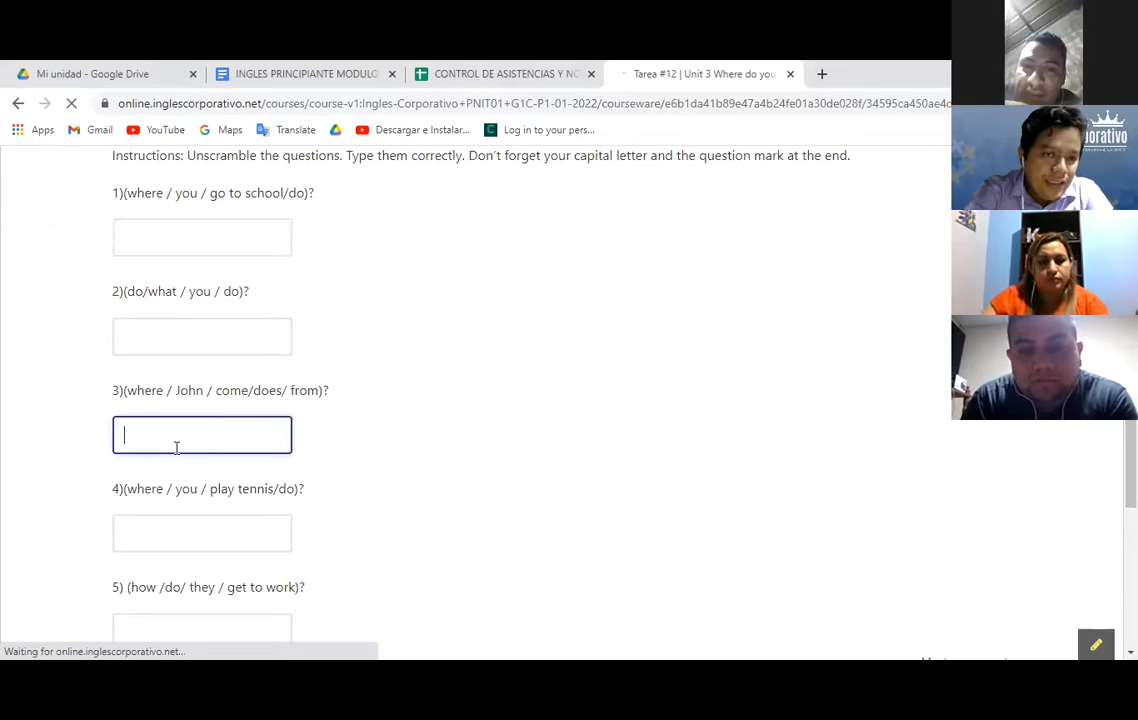 Mi unidad - Google Drive
INGLES PRINCIPIANTE MODULO
CONTROL DE ASISTENCIAS Y NO
Tarea #12 | Unit 3 Where do you
online.inglescorporativo.net/courses/course-v1:Ingles-Corporativo+PNIT01+G1C-P1-01-2022/courseware/e6b1da41b89e47a4b24fe01a30de028f/34595ca450ae4d
Apps
Gmail
YouTube
Maps
Translate
Descargar e Instalar...
Log in to your pers...
Instructions: Unscramble the questions. Type them correctly. Don't forget your capital letter and the question mark at the end.
1)(where / you / go to school/do)?
2)(do/what / you / do)?
3)(where / John / come/does/ from)?
4)(where / you / play tennis/do)?
5) (how /do/ they / get to work)?
Waiting for online.inglescorporativo.net...